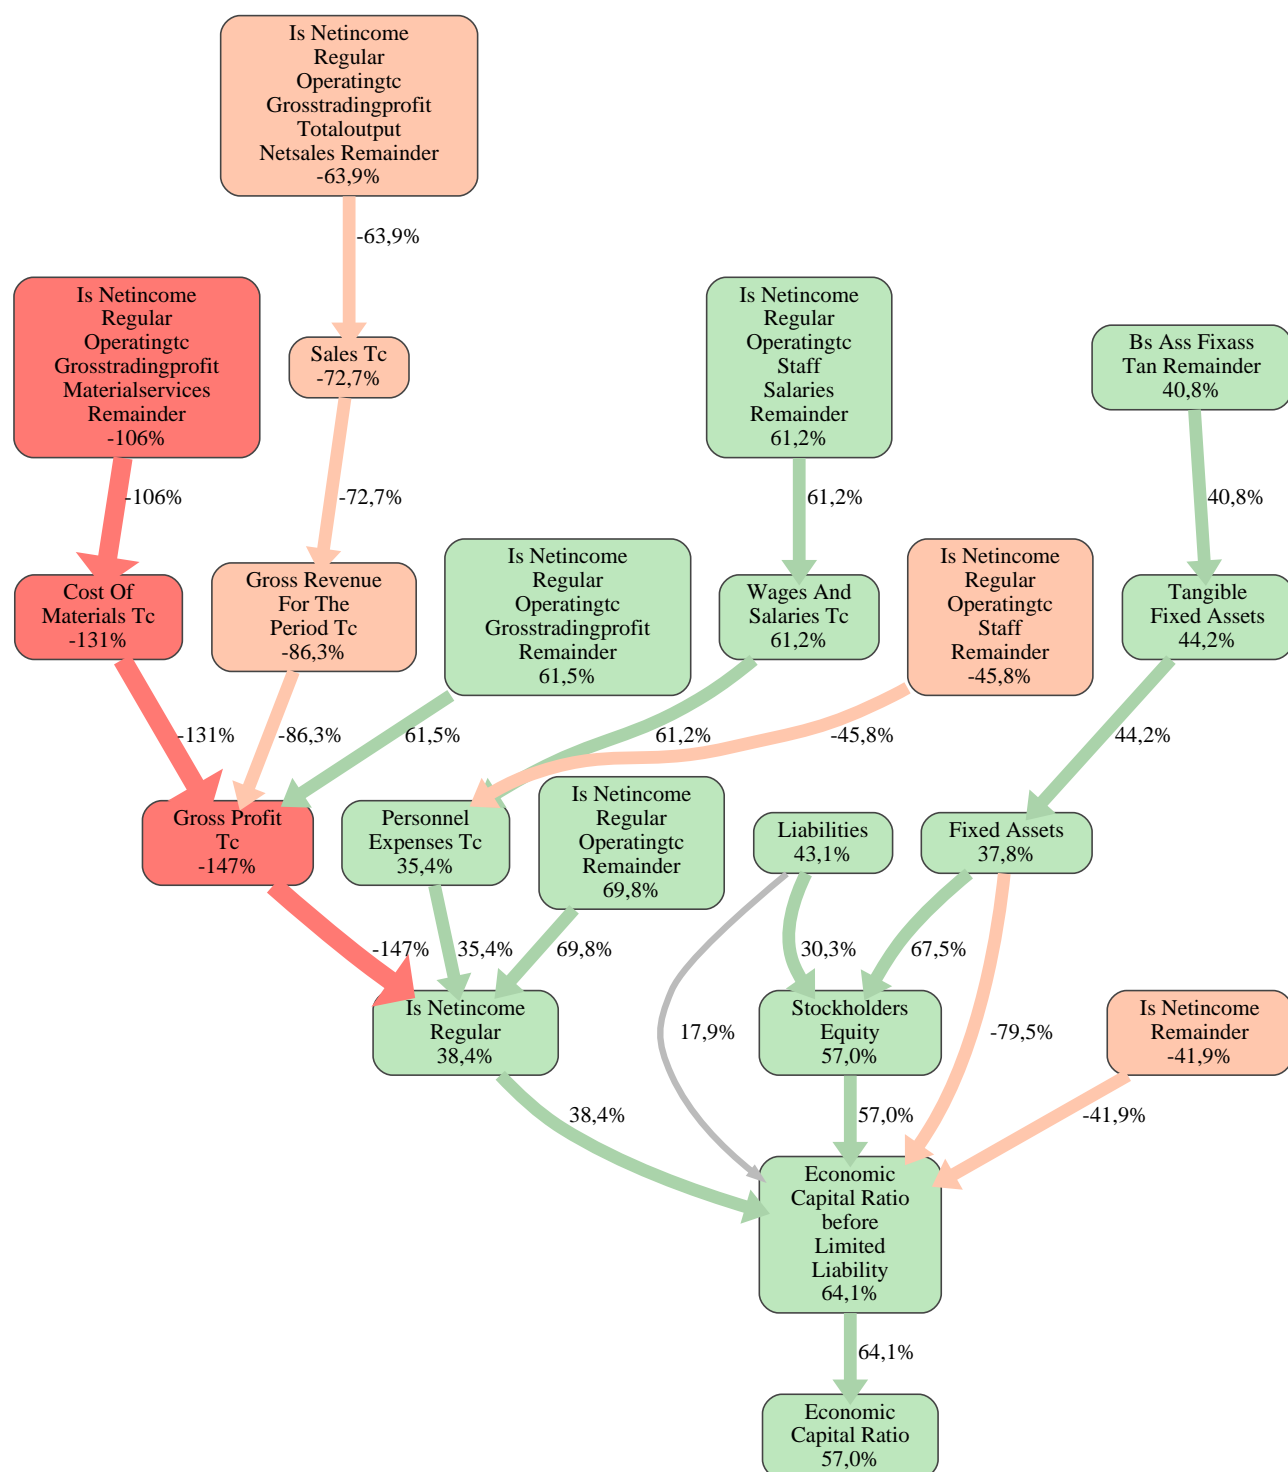 Is Netincome
Regular
Operatingtc
Grosstradingprofit
Totaloutput
Netsales Remainder
-63,9%
-63,9%
Is Netincome
Regular
Operatingtc
Grosstradingprofit
Materialservices
Remainder
-106%
Sales Tc
-72,7%
Is Netincome
Regular
Operatingtc
Staff
Salaries
Remainder
61,2%
Bs Ass Fixass
Tan Remainder
40,8%
-106%
-72,7%
61,2%
40,8%
Cost Of
Materials Tc
-131%
Gross Revenue
For The
Period Tc
-86,3%
Is Netincome
Regular
Operatingtc
Grosstradingprofit
Remainder
61,5%
Wages And
Salaries Tc
61,2%
Is Netincome
Regular
Operatingtc
Staff
Remainder
-45,8%
Tangible
Fixed Assets
44,2%
-131%
-86,3%
61,5%
61,2%
-45,8%
44,2%
Gross Profit
Tc
-147%
Personnel
Expenses Tc
35,4%
Is Netincome
Regular
Operatingtc
Remainder
69,8%
Liabilities
43,1%
Fixed Assets
37,8%
-147%
35,4%
69,8%
30,3%
67,5%
Is Netincome
Regular
38,4%
17,9%
Stockholders
Equity
57,0%
-79,5%
Is Netincome
Remainder
-41,9%
38,4%
57,0%
-41,9%
Economic
Capital Ratio
before
Limited
Liability
64,1%
64,1%
Economic
Capital Ratio
57,0%